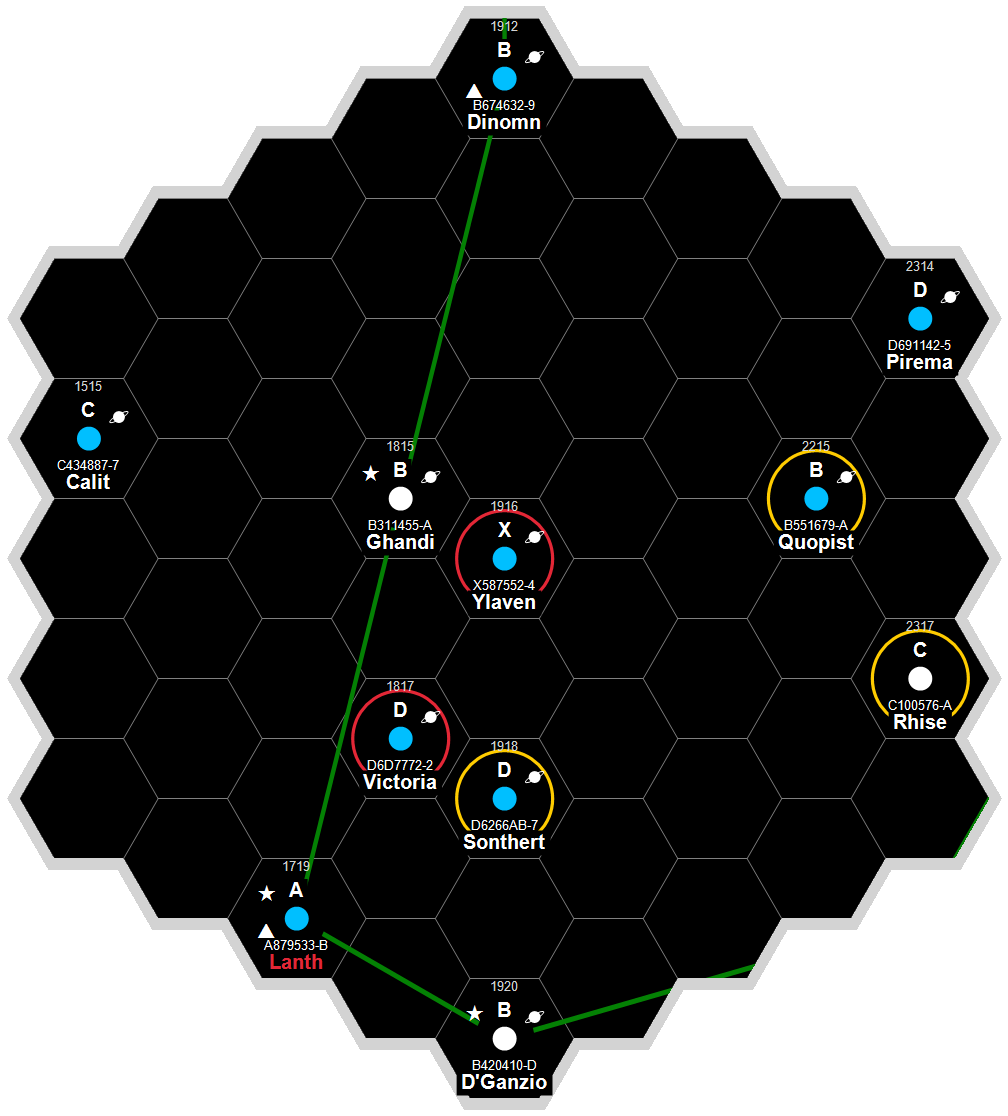 1912
B
B674632-9
Dinomn
2314
D
D691142-5
Pirema
1515
C
C434887-7
Calit
1815
B
B311455-A
Ghandi
2215
B
B551679-A
Quopist
1916
X
X587552-4
Ylaven
2317
C
C100576-A
Rhise
1817
D
D6D7772-2
Victoria
1918
D
D6266AB-7
Sonthert
1719
A
A879533-B
Lanth
1920
B
B420410-D
D'Ganzio